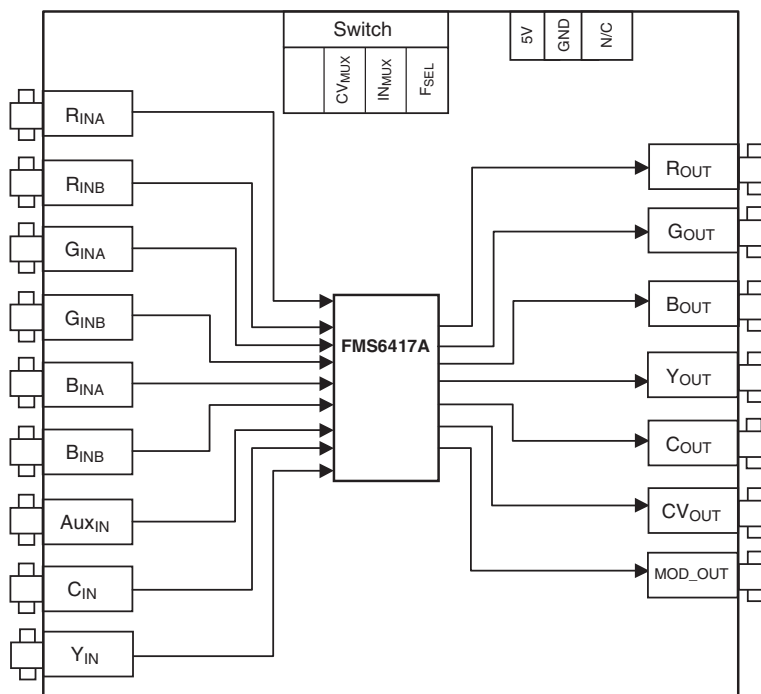 Switch
CVMUX
INMUX
FSEL
5V
GND
N/C
RINA
RINB
GINA
GINB
BINA
BINB
AuxIN
CIN
YIN
FMS6417A
ROUT
GOUT
BOUT
YOUT
COUT
CVOUT
MOD_OUT